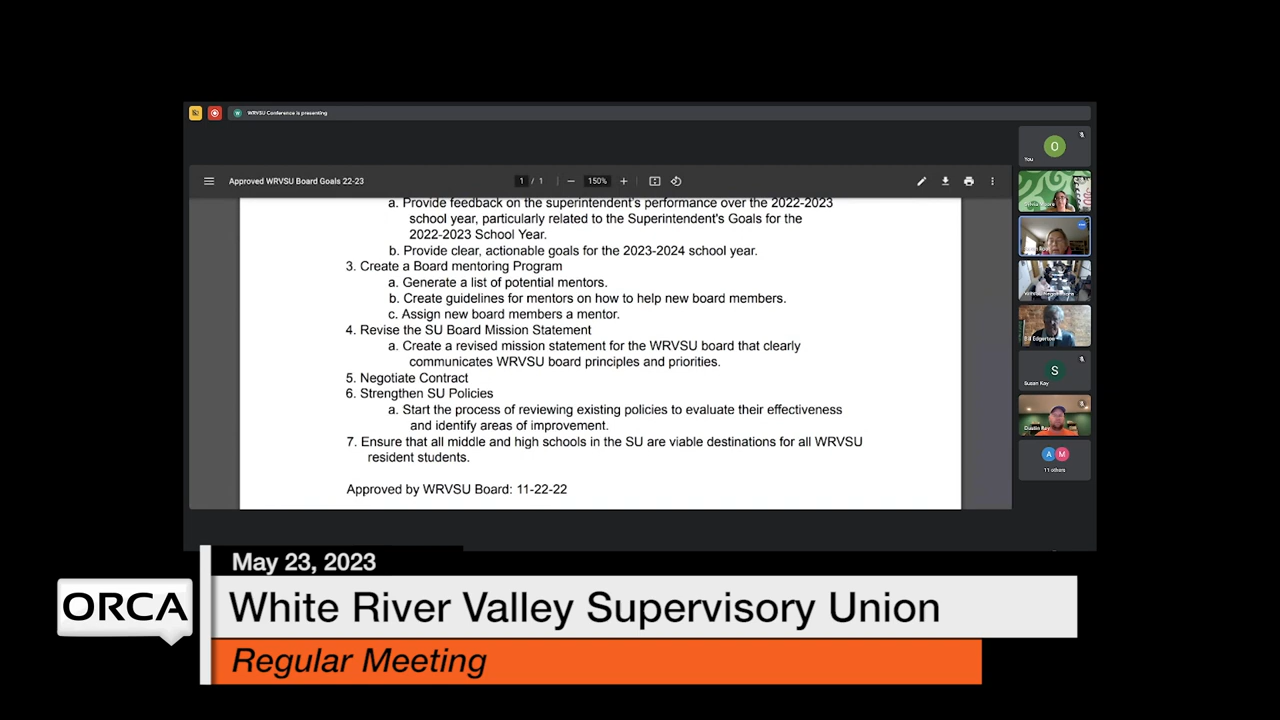 WRVSU Conference is presenting
Approved WRVSU Board Goals 22-23
1 / 1
150%
a. Provide feedback on the superintendent's performance over the 2022-2023
school year, particularly related to the Superintendent's Goals for the
2022-2023 School Year.
b. Provide clear, actionable goals for the 2023-2024 school year.
3. Create a Board mentoring Program
a. Generate a list of potential mentors.
b. Create guidelines for mentors on how to help new board members.
c. Assign new board members a mentor.
4. Revise the SU Board Mission Statement
a. Create a revised mission statement for the WRVSU board that clearly
communicates WRVSU board principles and priorities.
5. Negotiate Contract
6. Strengthen SU Policies
a. Start the process of reviewing existing policies to evaluate their effectiveness
and identify areas of improvement.
7. Ensure that all middle and high schools in the SU are viable destinations for all WRVSU
resident students.
Approved by WRVSU Board: 11-22-22
O
You
Edgerton
S
Susan Kay
Dustin Ray
A M
11 others
May 23, 2023
ORCA
White River Valley Supervisory Union
Regular Meeting